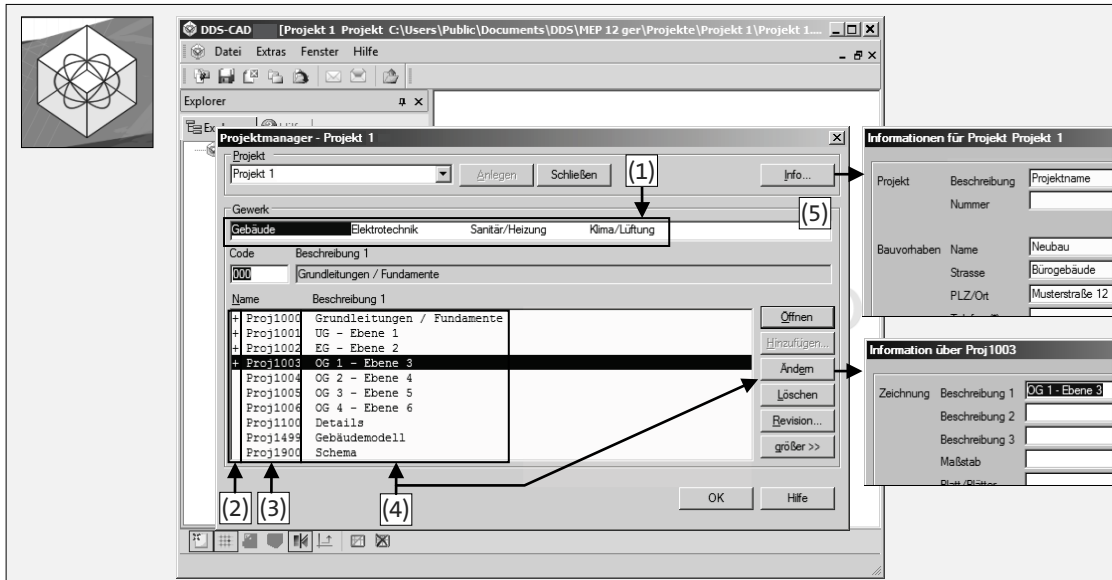 DDS-CAD [Projekt 1 Projekt C:\Users\Public\Documents\DDS\MEP 12 ger\Projekte\Projekt 1\Projekt 1....
Datei Extras Fenster Hilfe
Explorer
Ex
Projektmanager - Projekt 1
Projekt
Projekt 1
Anlegen
Schließen
(1)
Info...
(5)
Gewerk
Gebäude Elektrotechnik Sanitär/Heizung Klima/Lüftung
Code Beschreibung 1
000 Grundleitungen / Fundamente
Name Beschreibung 1
+ Proj1000 Grundleitungen / Fundamente
+ Proj1001 UG - Ebene 1
+ Proj1002 EG - Ebene 2
+ Proj1003 OG 1 - Ebene 3
Proj1004 OG 2 - Ebene 4
Proj1005 OG 3 - Ebene 5
Proj1006 OG 4 - Ebene 6
Proj1100 Details
Proj1499 Gebäudemodell
Proj1900 Schema
Öffnen
Hinzufügen...
Ändern
Löschen
Revision...
größer >>
(2) (3) (4)
OK
Hilfe
Informationen für Projekt Projekt 1
Projekt Beschreibung Projektname
Nummer
Bauvorhaben Name Neubau
Strasse Bürogebäude
PLZ/Ort Musterstraße 12
Information über Proj1003
Zeichnung Beschreibung 1 OG 1 - Ebene 3
Beschreibung 2
Beschreibung 3
Maßstab
Blatt/Blätter